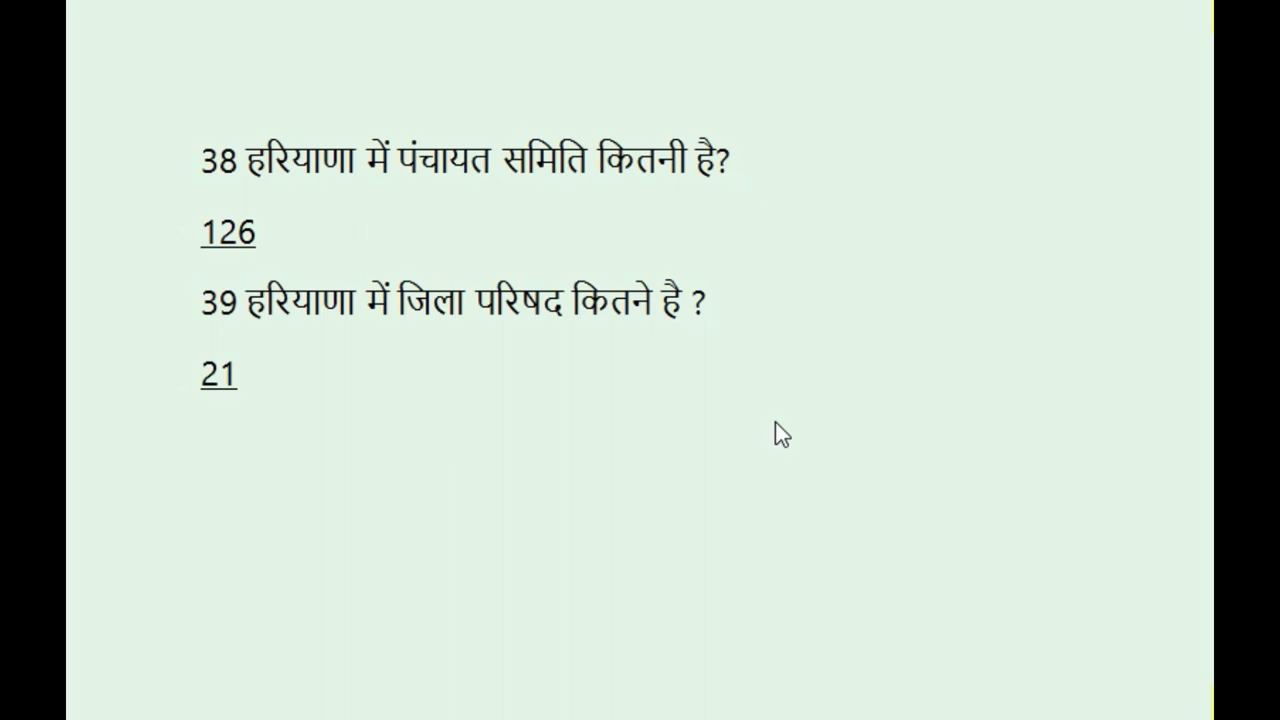 38 हरियाणा में पंचायत समिति कितनी है?
126
39 हरियाणा में जिला परिषद कितने है ?
21